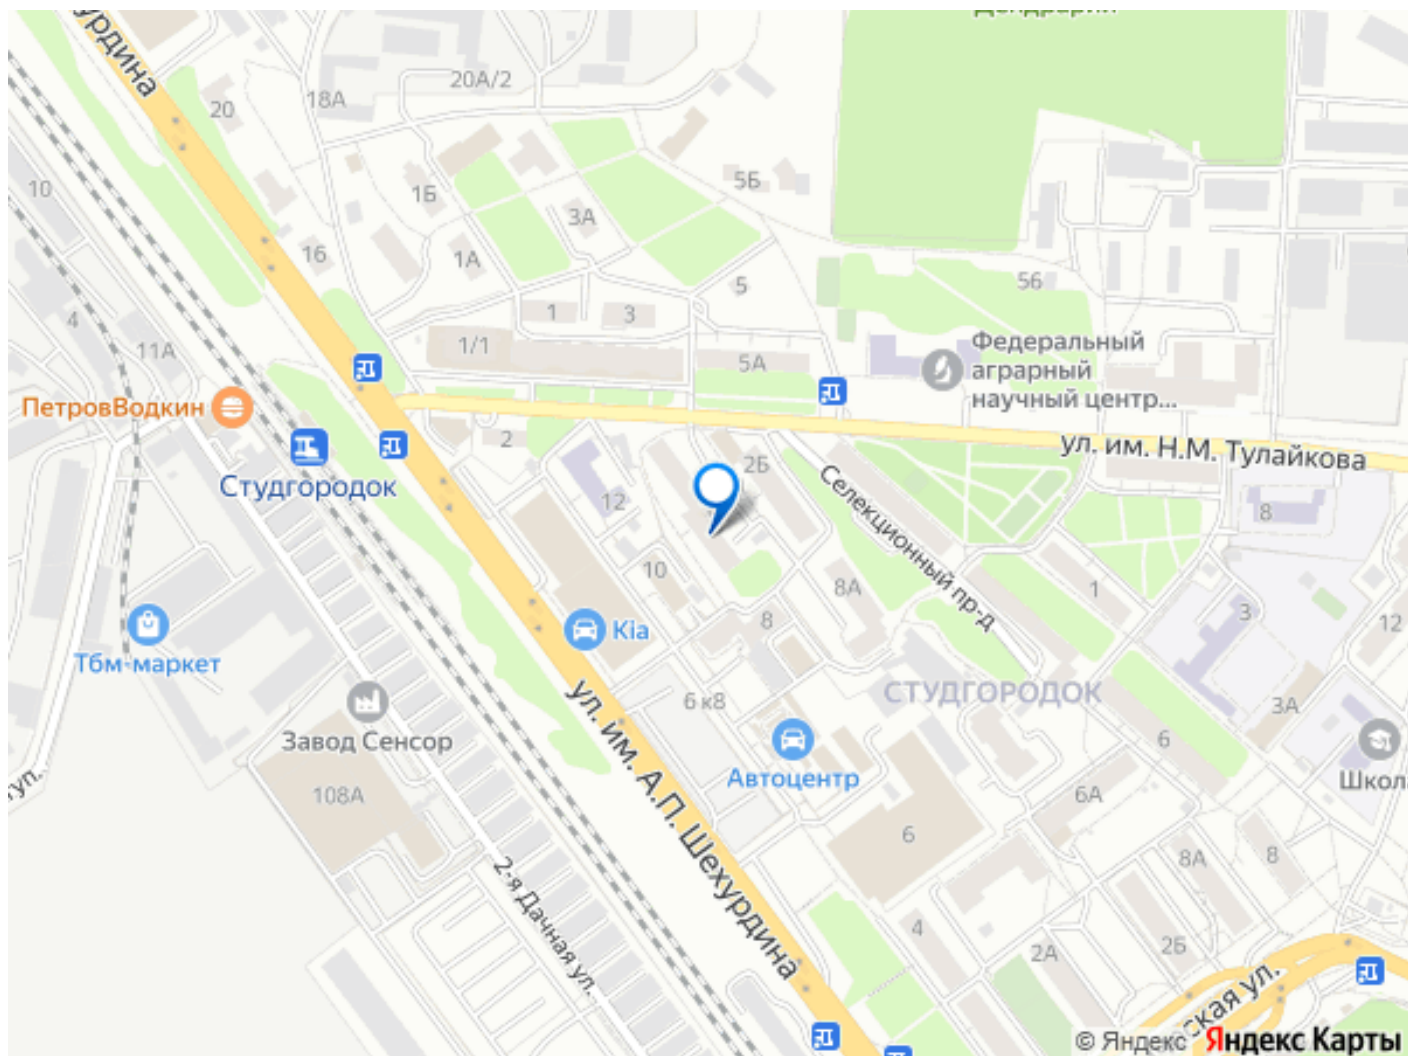 Дендрарий
20А/2
18А
20
урдина
10
1Б
5Б
3А
16
1А
5
56
4
1
3
11А
1/1
5А
Федеральный
аграрный
научный центр...
ПетровВодкин
2
ул. им. Н.М. Тулайкова
2Б
Студгородок
12
Селекционный пр-д
8
10
8А
1
3
12
8
Kia
Тбм-маркет
СТУДГОРОДОК
6 к8
3А
6
Завод Сенсор
Автоцентр
Школа
108А
6А
ул. им. А.П. Шехурдина
6
8А
8
2-я Дачная ул.
4
2А
2Б
ская ул.
© Яндекс Яндекс Карты